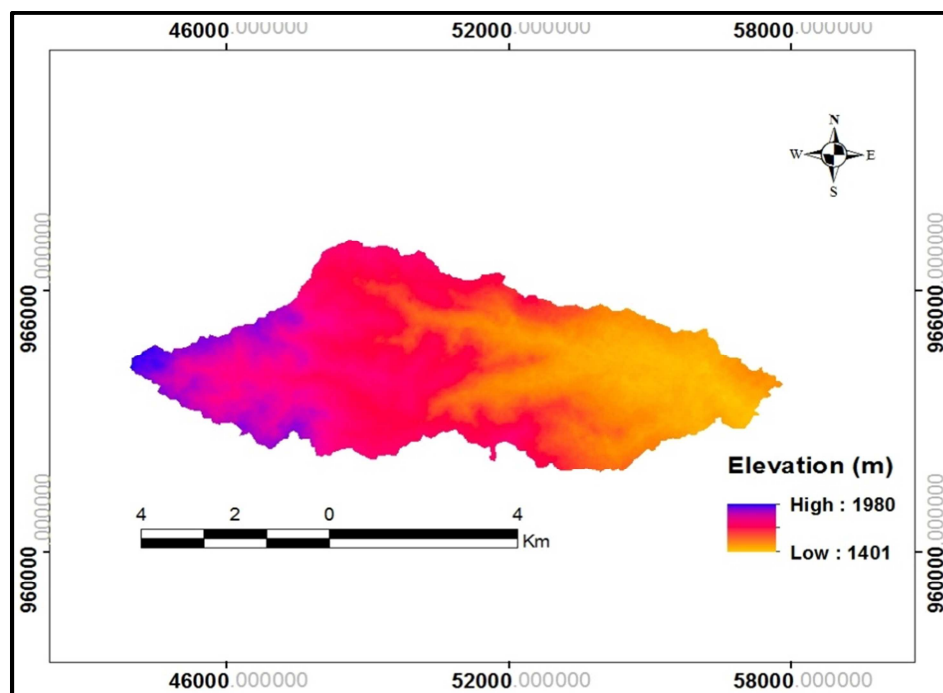 46000.000000 52000.000000 58000.000000
N
W E
S
966000.000000 966000.000000
Elevation (m)
High : 1980
Low : 1401
4 2 0 4
Km
960000.000000 960000.000000
46000.000000 52000.000000 58000.000000